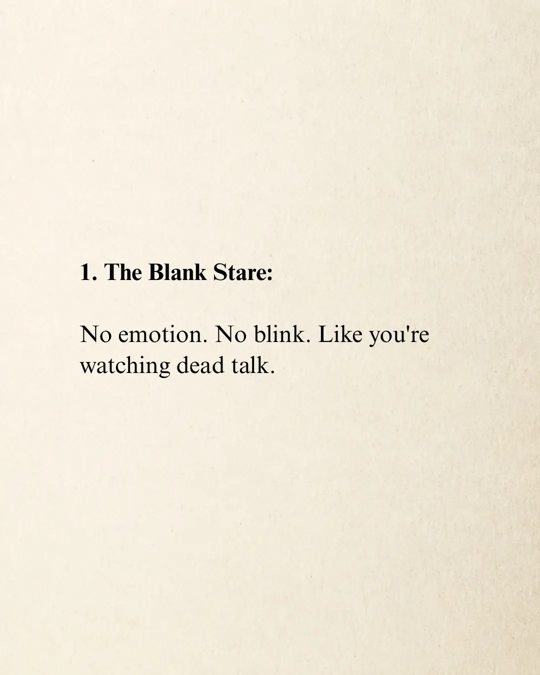 1. The Blank Stare:
No emotion. No blink. Like you're
watching dead talk.